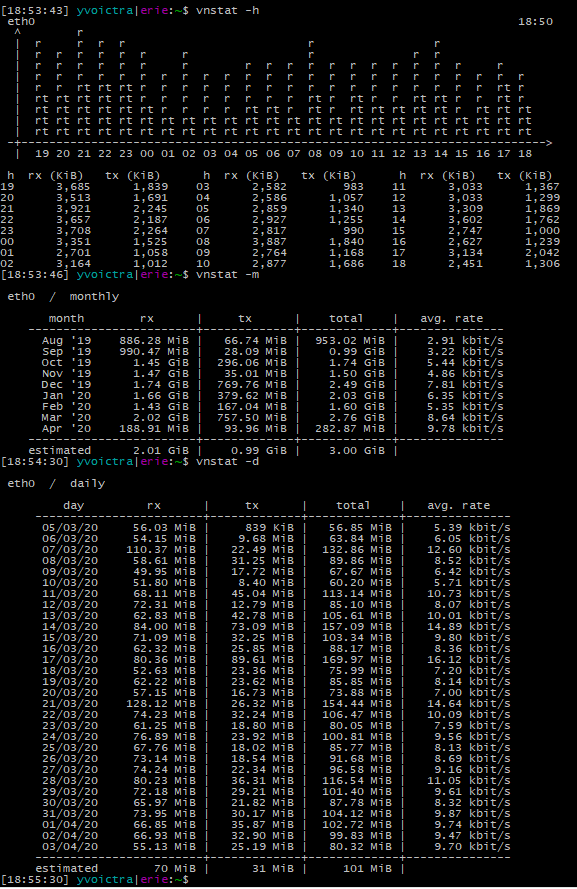 [18:53:43] yvoictra|erie:~$ vnstat -h
eth0 18:50
^ r
| r r r r r r
| r r r r r r r r r r
| r r r r r r r r r r r r r r r r r r r
| r r r r r r r r r r r r r r r r r r r r r r r r
| r r rt rt rt r r r r r r r r r r r r r r r r r rt r
| rt rt rt rt rt r r r r r r r rt r rt r r rt rt r r rt r
| rt rt rt rt rt rt r r r r rt rt r rt r rt rt rt rt rt r rt rt rt
| rt rt rt rt rt rt rt rt rt rt rt rt rt rt rt rt rt rt rt rt rt rt rt rt
| rt rt rt rt rt rt rt rt rt rt rt rt rt rt rt rt rt rt rt rt rt rt rt rt
-+--------------------------------------------------------------------------->
| 19 20 21 22 23 00 01 02 03 04 05 06 07 08 09 10 11 12 13 14 15 16 17 18
h rx (KiB) tx (KiB) h rx (KiB) tx (KiB) h rx (KiB) tx (KiB)
19 3,685 1,839 03 2,582 983 11 3,033 1,367
20 3,513 1,691 04 2,586 1,057 12 3,033 1,299
21 3,921 2,245 05 2,859 1,340 13 3,309 1,869
22 3,657 2,187 06 2,927 1,255 14 3,602 1,762
23 3,708 2,264 07 2,817 990 15 2,747 1,000
00 3,351 1,525 08 3,887 1,840 16 2,627 1,239
01 2,701 1,058 09 2,764 1,168 17 3,134 2,042
02 3,164 1,012 10 2,877 1,686 18 2,451 1,306
[18:53:46] yvoictra|erie:~$ vnstat -m
eth0 / monthly
month rx | tx | total | avg. rate
------------------------+-------------+-------------+---------------
Aug '19 886.28 MiB | 66.74 MiB | 953.02 MiB | 2.91 kbit/s
Sep '19 990.47 MiB | 28.09 MiB | 0.99 GiB | 3.22 kbit/s
Oct '19 1.45 GiB | 296.06 MiB | 1.74 GiB | 5.44 kbit/s
Nov '19 1.47 GiB | 35.01 MiB | 1.50 GiB | 4.86 kbit/s
Dec '19 1.74 GiB | 769.76 MiB | 2.49 GiB | 7.81 kbit/s
Jan '20 1.66 GiB | 379.62 MiB | 2.03 GiB | 6.35 kbit/s
Feb '20 1.43 GiB | 167.04 MiB | 1.60 GiB | 5.35 kbit/s
Mar '20 2.02 GiB | 757.50 MiB | 2.76 GiB | 8.64 kbit/s
Apr '20 188.91 MiB | 93.96 MiB | 282.87 MiB | 9.78 kbit/s
------------------------+-------------+-------------+---------------
estimated 2.01 GiB | 0.99 GiB | 3.00 GiB |
[18:54:30] yvoictra|erie:~$ vnstat -d
eth0 / daily
day rx | tx | total | avg. rate
------------------------+-------------+-------------+---------------
05/03/20 56.03 MiB | 839 KiB | 56.85 MiB | 5.39 kbit/s
06/03/20 54.15 MiB | 9.68 MiB | 63.84 MiB | 6.05 kbit/s
07/03/20 110.37 MiB | 22.49 MiB | 132.86 MiB | 12.60 kbit/s
08/03/20 58.61 MiB | 31.25 MiB | 89.86 MiB | 8.52 kbit/s
09/03/20 49.95 MiB | 17.72 MiB | 67.67 MiB | 6.42 kbit/s
10/03/20 51.80 MiB | 8.40 MiB | 60.20 MiB | 5.71 kbit/s
11/03/20 68.11 MiB | 45.04 MiB | 113.14 MiB | 10.73 kbit/s
12/03/20 72.31 MiB | 12.79 MiB | 85.10 MiB | 8.07 kbit/s
13/03/20 62.83 MiB | 42.78 MiB | 105.61 MiB | 10.01 kbit/s
14/03/20 84.00 MiB | 73.09 MiB | 157.09 MiB | 14.89 kbit/s
15/03/20 71.09 MiB | 32.25 MiB | 103.34 MiB | 9.80 kbit/s
16/03/20 62.32 MiB | 25.85 MiB | 88.17 MiB | 8.36 kbit/s
17/03/20 80.36 MiB | 89.61 MiB | 169.97 MiB | 16.12 kbit/s
18/03/20 52.63 MiB | 23.36 MiB | 75.99 MiB | 7.20 kbit/s
19/03/20 62.22 MiB | 23.62 MiB | 85.85 MiB | 8.14 kbit/s
20/03/20 57.15 MiB | 16.73 MiB | 73.88 MiB | 7.00 kbit/s
21/03/20 128.12 MiB | 26.32 MiB | 154.44 MiB | 14.64 kbit/s
22/03/20 74.23 MiB | 32.24 MiB | 106.47 MiB | 10.09 kbit/s
23/03/20 61.25 MiB | 18.80 MiB | 80.05 MiB | 7.59 kbit/s
24/03/20 76.89 MiB | 23.92 MiB | 100.81 MiB | 9.56 kbit/s
25/03/20 67.76 MiB | 18.02 MiB | 85.77 MiB | 8.13 kbit/s
26/03/20 73.14 MiB | 18.54 MiB | 91.68 MiB | 8.69 kbit/s
27/03/20 74.24 MiB | 22.34 MiB | 96.58 MiB | 9.16 kbit/s
28/03/20 80.23 MiB | 36.31 MiB | 116.54 MiB | 11.05 kbit/s
29/03/20 72.18 MiB | 29.21 MiB | 101.40 MiB | 9.61 kbit/s
30/03/20 65.97 MiB | 21.82 MiB | 87.78 MiB | 8.32 kbit/s
31/03/20 73.95 MiB | 30.17 MiB | 104.12 MiB | 9.87 kbit/s
01/04/20 66.85 MiB | 35.87 MiB | 102.72 MiB | 9.74 kbit/s
02/04/20 66.93 MiB | 32.90 MiB | 99.83 MiB | 9.47 kbit/s
03/04/20 55.13 MiB | 25.19 MiB | 80.32 MiB | 9.70 kbit/s
------------------------+-------------+-------------+---------------
estimated 70 MiB | 31 MiB | 101 MiB |
[18:55:30] yvoictra|erie:~$